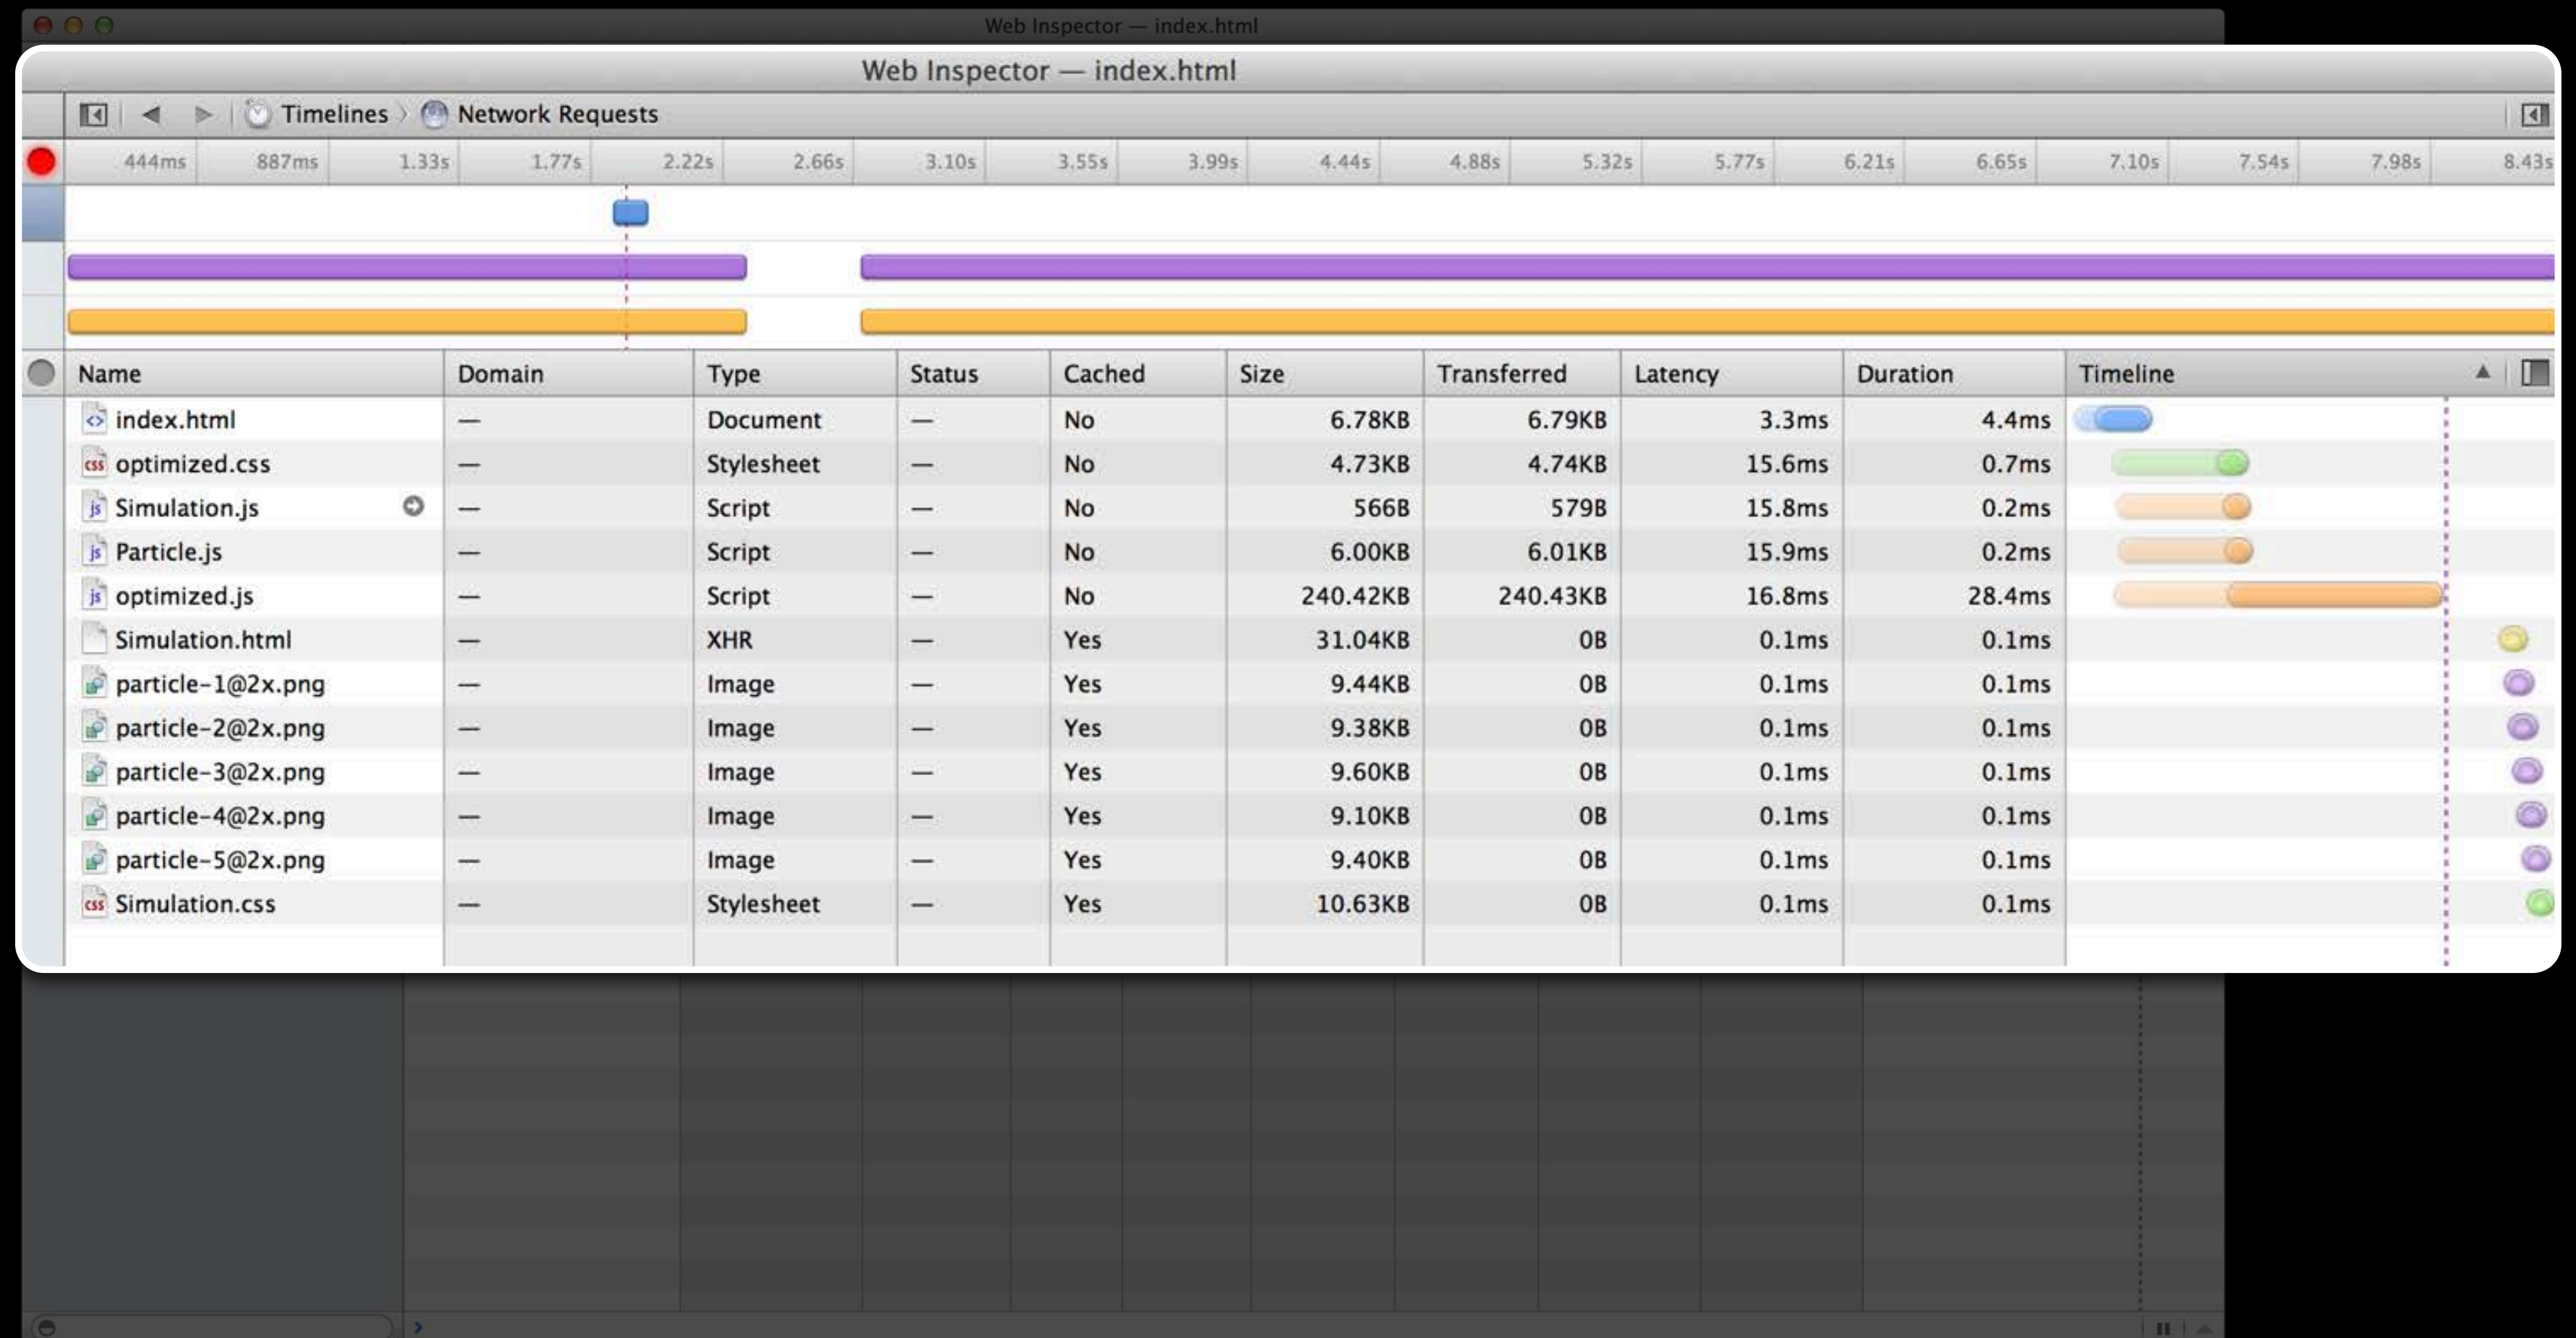 Web Inspector — index.html
Web Inspector — index.html
Timelines Network Requests
444ms 887ms 1.33s 1.77s 2.22s 2.66s 3.10s 3.55s 3.99s 4.44s 4.88s 5.32s 5.77s 6.21s 6.65s 7.10s 7.54s 7.98s 8.43s
Name Domain Type Status Cached Size Transferred Latency Duration Timeline
<> index.html — Document — No 6.78KB 6.79KB 3.3ms 4.4ms
css optimized.css — Stylesheet — No 4.73KB 4.74KB 15.6ms 0.7ms
js Simulation.js — Script — No 566B 579B 15.8ms 0.2ms
js Particle.js — Script — No 6.00KB 6.01KB 15.9ms 0.2ms
js optimized.js — Script — No 240.42KB 240.43KB 16.8ms 28.4ms
Simulation.html — XHR — Yes 31.04KB 0B 0.1ms 0.1ms
particle-1@2x.png — Image — Yes 9.44KB 0B 0.1ms 0.1ms
particle-2@2x.png — Image — Yes 9.38KB 0B 0.1ms 0.1ms
particle-3@2x.png — Image — Yes 9.60KB 0B 0.1ms 0.1ms
particle-4@2x.png — Image — Yes 9.10KB 0B 0.1ms 0.1ms
particle-5@2x.png — Image — Yes 9.40KB 0B 0.1ms 0.1ms
css Simulation.css — Stylesheet — Yes 10.63KB 0B 0.1ms 0.1ms